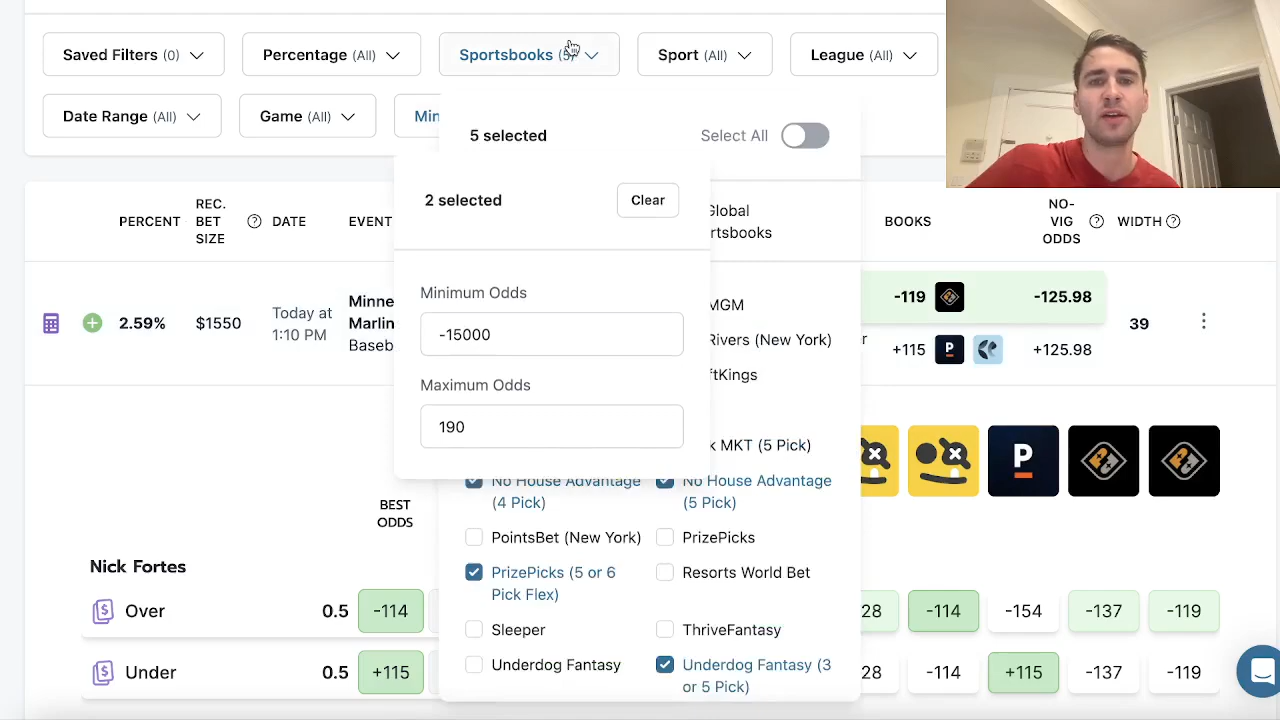 Saved Filters (0)
Percentage (All)
Sportsbooks
Sport (All)
League (All)
Date Range (All)
Game (All)
5 selected
Select All
2 selected
Clear
PERCENT
REC.
BET
SIZE
DATE
EVENT
Global
BOOKS
NO-
VIG
ODDS
WIDTH
Minimum Odds
-15000
Maximum Odds
190
2.59%
$1550
Today at
1:10 PM
-119
-125.98
+115
+125.98
39
MGM
Rivers (New York)
MKT (5 Pick)
No House Advantage
(4 Pick)
No House Advantage
(5 Pick)
PointsBet (New York)
PrizePicks
PrizePicks (5 or 6
Pick Flex)
Resorts World Bet
Sleeper
ThriveFantasy
Underdog Fantasy
Underdog Fantasy (3
or 5 Pick)
P
BEST
ODDS
Nick Fortes
Over
0.5
-114
28
-114
-154
-137
-119
Under
0.5
+115
28
-114
+115
-137
-119